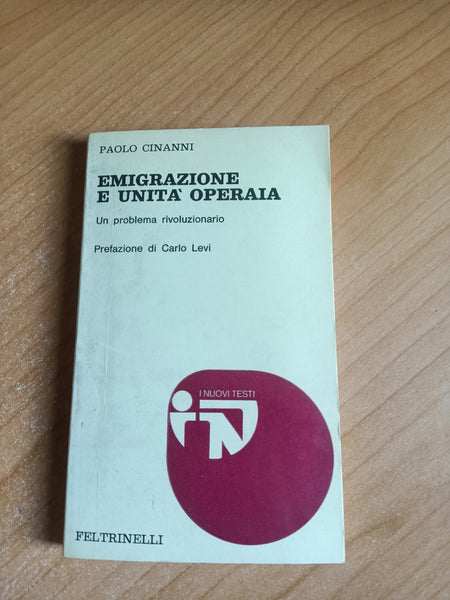 PAOLO CINANNI
EMIGRAZIONE
E UNITA' OPERAIA
Un problema rivoluzionario
Prefazione di Carlo Levi
I NUOVI TESTI
FELTRINELLI